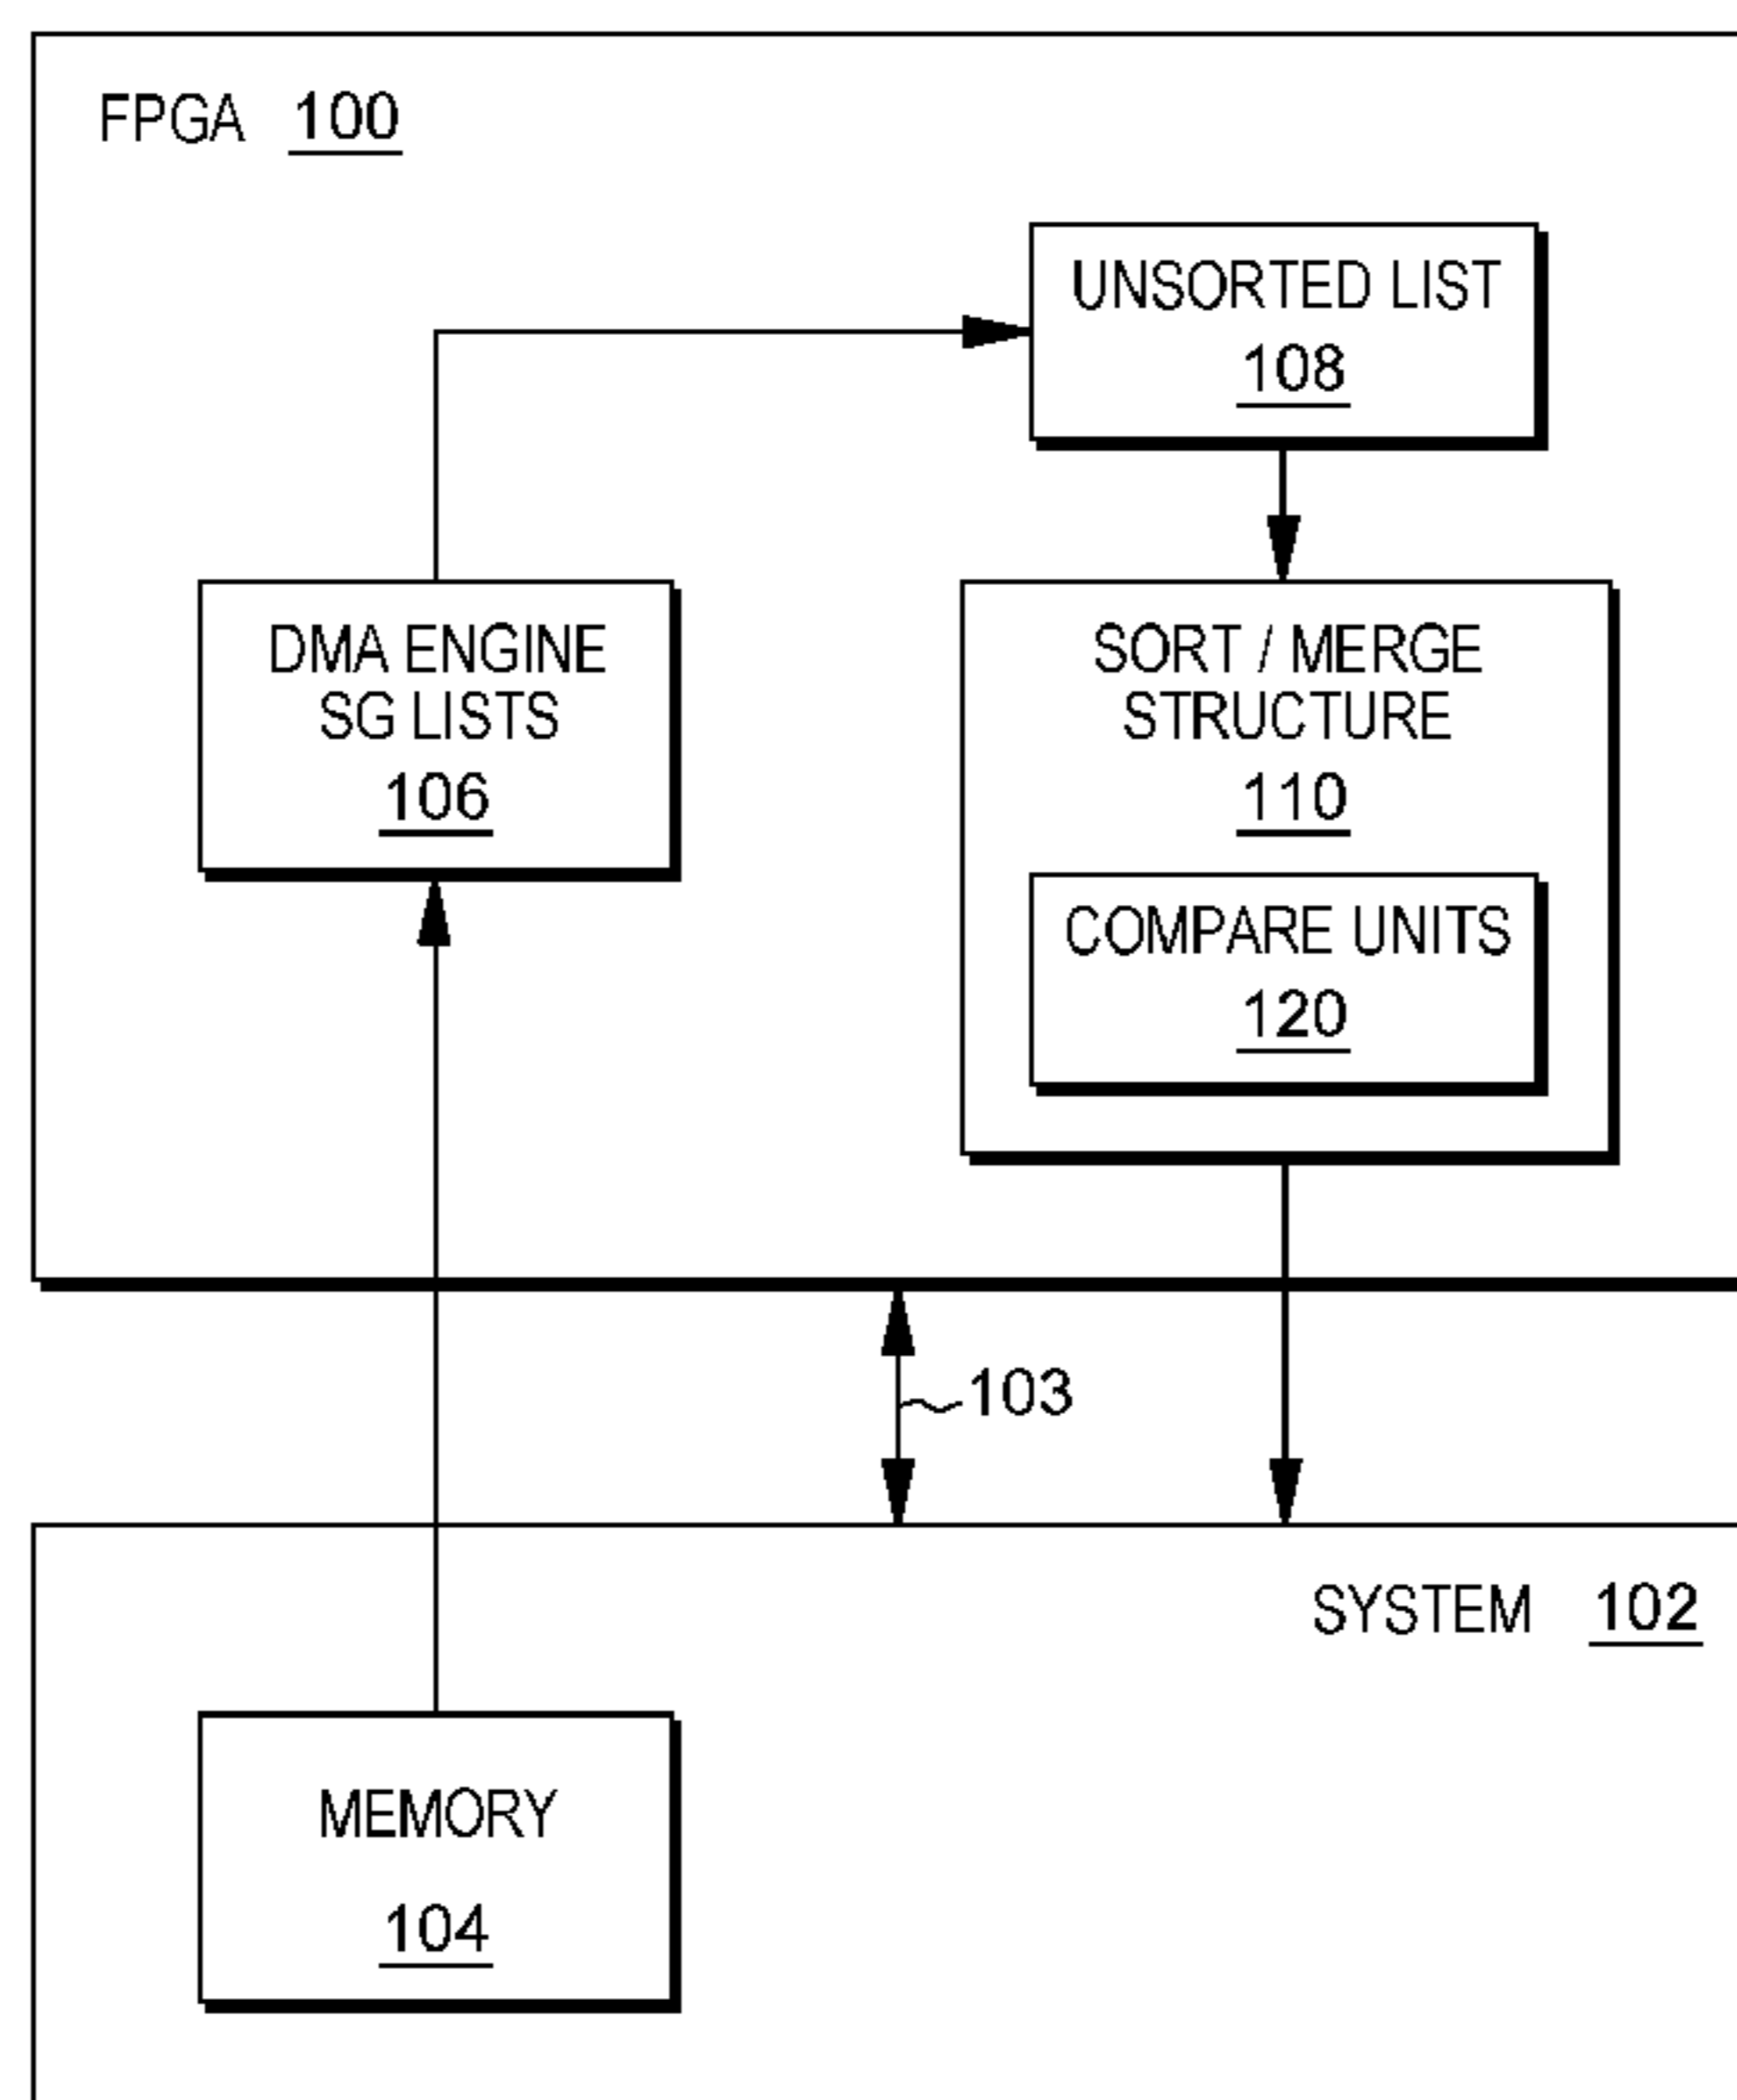 FPGA 100
UNSORTED LIST
108
DMA ENGINE
SG LISTS
106
SORT / MERGE
STRUCTURE
110
COMPARE UNITS
120
103
SYSTEM 102
MEMORY
104